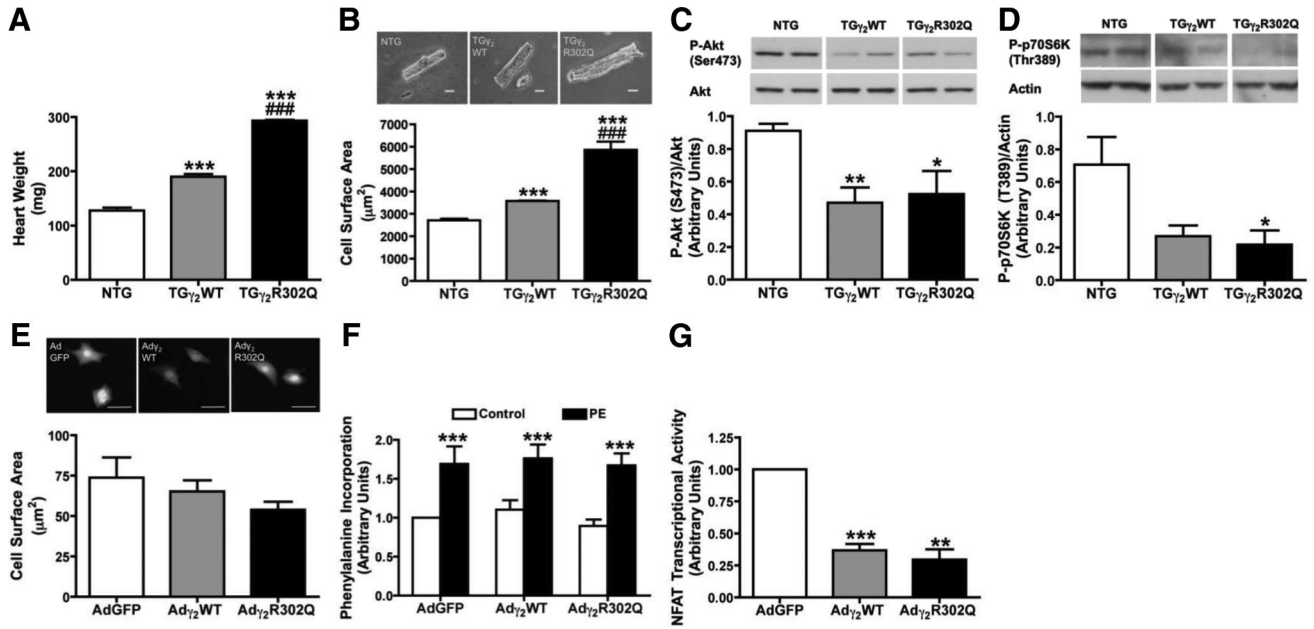 A
Heart Weight
(mg)
300
200
100
0
***
***
###
NTG
TGγ₂WT
TGγ₂R302Q
B
NTG
TGγ₂
WT
TGγ₂
R302Q
Cell Surface Area
(μm²)
7000
6000
5000
4000
3000
2000
1000
0
***
***
###
NTG
TGγ₂WT
TGγ₂R302Q
C
NTG
TGγ₂WT
TGγ₂R302Q
P-Akt
(Ser473)
Akt
P-Akt (S473)/Akt
(Arbitrary Units)
1.0
0.8
0.6
0.4
0.2
0.0
**
*
NTG
TGγ₂WT
TGγ₂R302Q
D
NTG
TGγ₂WT
TGγ₂R302Q
P-p70S6K
(Thr389)
Actin
P-p70S6K (T389)/Actin
(Arbitrary Units)
1.0
0.8
0.6
0.4
0.2
0.0
*
NTG
TGγ₂WT
TGγ₂R302Q
E
Ad
GFP
Adγ₂
WT
Adγ₂
R302Q
Cell Surface Area
(μm²)
100
75
50
25
0
AdGFP
Adγ₂WT
Adγ₂R302Q
F
Control
PE
Phenylalanine Incorporation
(Arbitrary Units)
2.0
1.5
1.0
0.5
0.0
***
***
***
AdGFP
Adγ₂WT
Adγ₂R302Q
G
NFAT Transcriptional Activity
(Arbitrary Units)
1.25
1.00
0.75
0.50
0.25
0.00
***
**
AdGFP
Adγ₂WT
Adγ₂R302Q